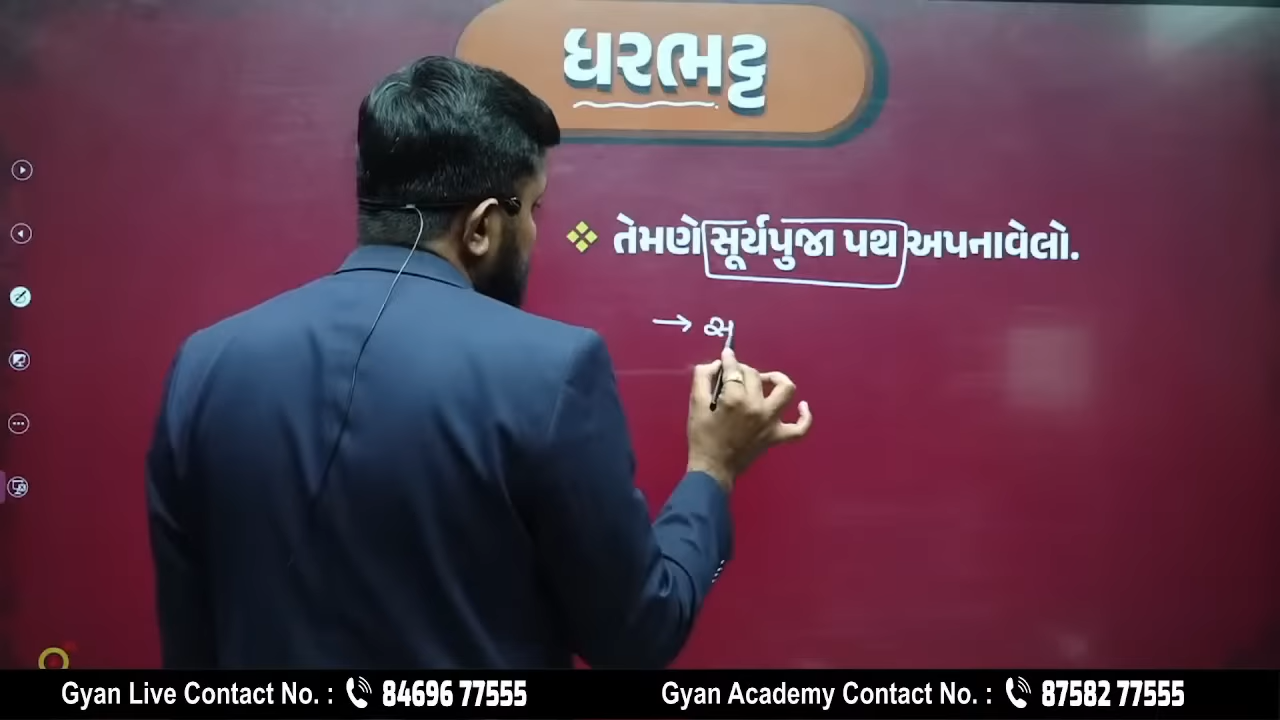 ધરભટ્ટ
તેમણે સૂર્યપુજા પથ અપનાવેલો.
→ સ
Gyan Live Contact No. : 84696 77555
Gyan Academy Contact No. : 87582 77555